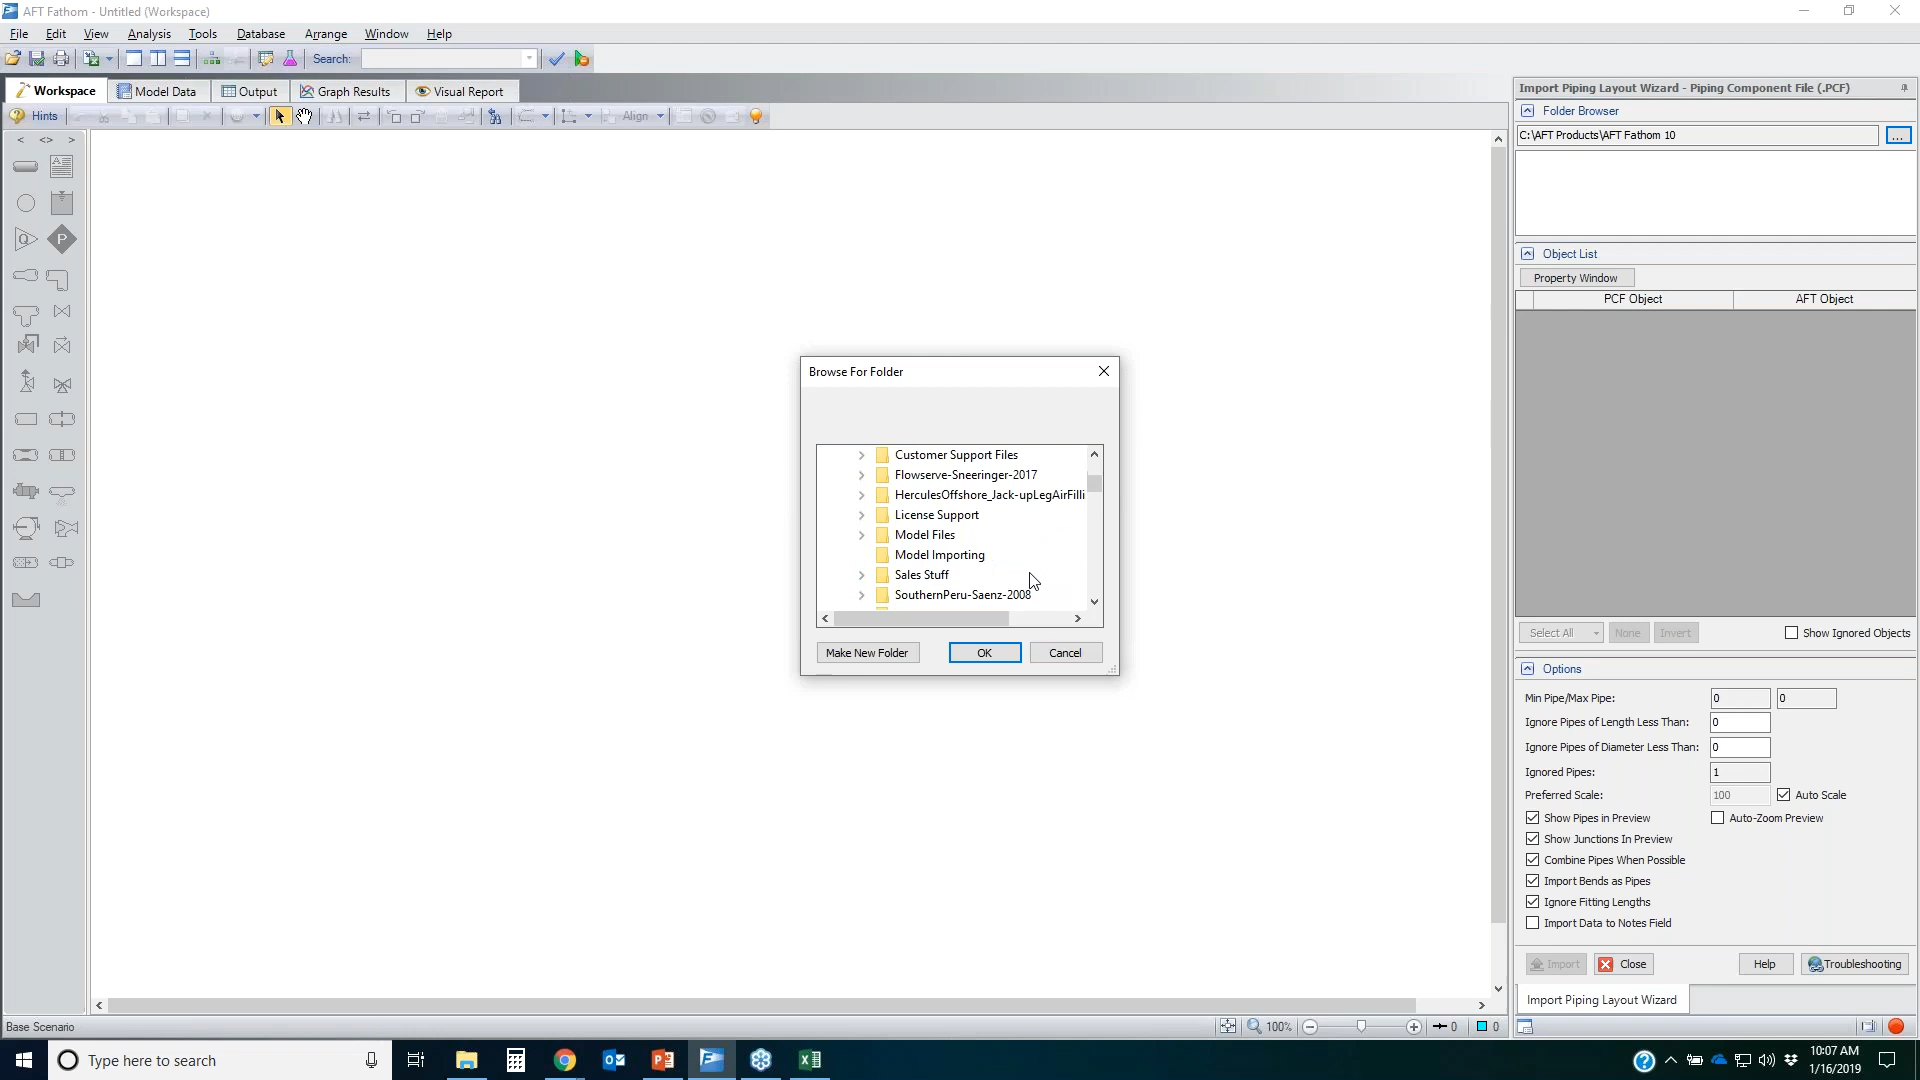 AFT Fathom - Untitled (Workspace)
File Edit View Analysis Tools Database Arrange Window Help
Search:
Workspace Model Data Output Graph Results Visual Report
Hints Align
Import Piping Layout Wizard - Piping Component File (.PCF)
Folder Browser
C:\AFT Products\AFT Fathom 10 ...
Object List
Property Window
PCF Object AFT Object
Browse For Folder
Customer Support Files
Flowserve-Sneeringer-2017
HerculesOffshore_Jack-upLegAirFilli
License Support
Model Files
Model Importing
Sales Stuff
SouthernPeru-Saenz-2008
Make New Folder OK Cancel
Select All None Invert Show Ignored Objects
Options
Min Pipe/Max Pipe: 0 0
Ignore Pipes of Length Less Than: 0
Ignore Pipes of Diameter Less Than: 0
Ignored Pipes: 1
Preferred Scale: 100 Auto Scale
Show Pipes in Preview Auto-Zoom Preview
Show Junctions In Preview
Combine Pipes When Possible
Import Bends as Pipes
Ignore Fitting Lengths
Import Data to Notes Field
Import Close Help Troubleshooting
Import Piping Layout Wizard
Base Scenario 100% 0 0
Type here to search
10:07 AM
1/16/2019